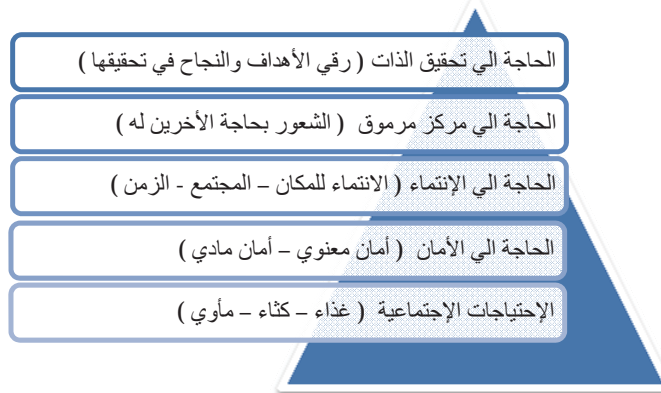 الحاجة الي تحقيق الذات ( رقي الأهداف والنجاح في تحقيقها )
الحاجة الي مركز مرموق ( الشعور بحاجة الأخرين له )
الحاجة الي الإنتماء ( الانتماء للمكان – المجتمع - الزمن )
الحاجة الي الأمان ( أمان معنوي – أمان مادي )
الإحتياجات الإجتماعية ( غذاء – كثاء – مأوي )